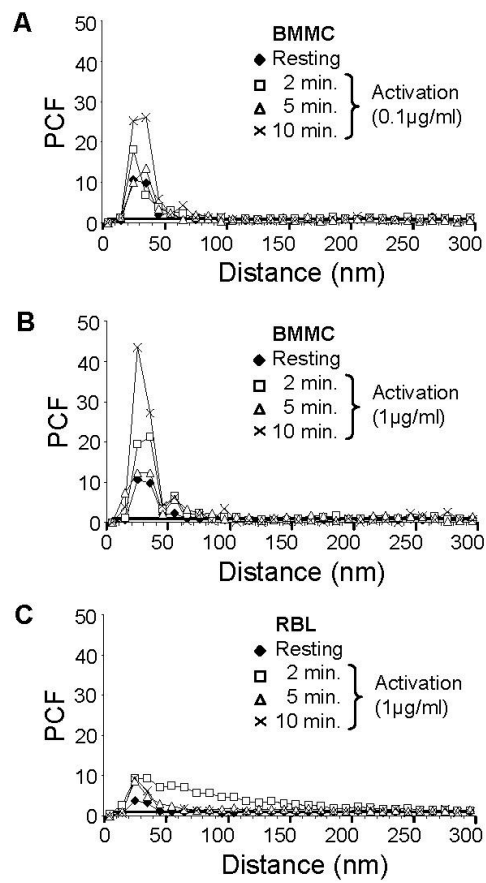 A
BMMC
Resting
2 min.
5 min.
10 min.
Activation
(0.1µg/ml)
PCF
50
40
30
20
10
0
0 50 100 150 200 250 300
Distance (nm)
B
BMMC
Resting
2 min.
5 min.
10 min.
Activation
(1µg/ml)
PCF
50
40
30
20
10
0
0 50 100 150 200 250 300
Distance (nm)
C
RBL
Resting
2 min.
5 min.
10 min.
Activation
(1µg/ml)
PCF
50
40
30
20
10
0
0 50 100 150 200 250 300
Distance (nm)